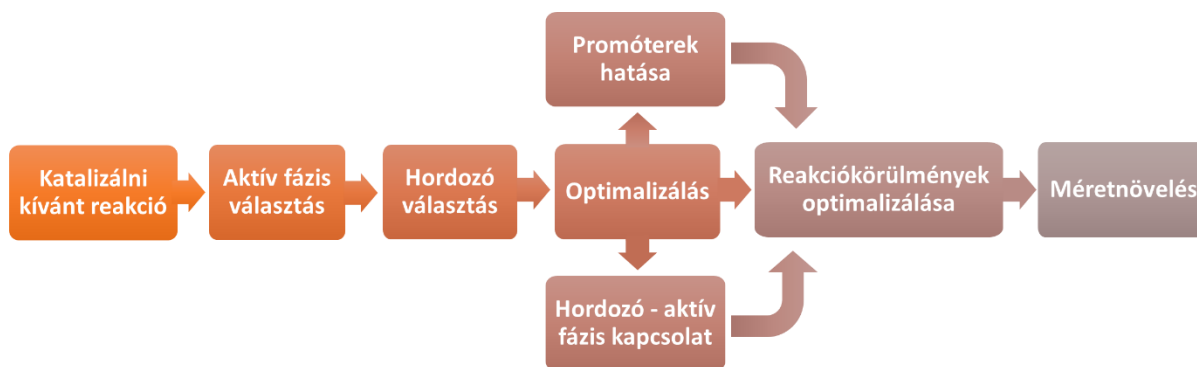 Promóterek
hatása
Katalizálni
kívánt reakció
Aktív fázis
választás
Hordozó
választás
Optimalizálás
Reakciókörülmények
optimalizálása
Méretnövelés
Hordozó - aktív
fázis kapcsolat